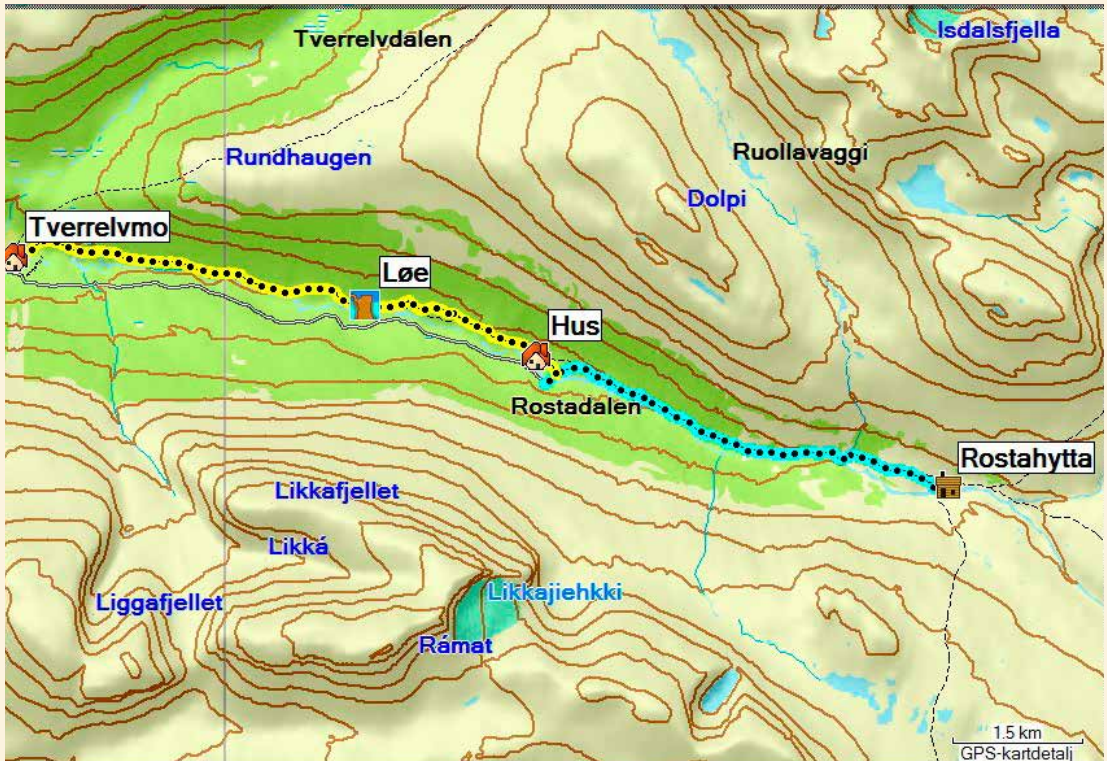 Isdalsfjella
Tverrelvdalen
Rundhaugen
Ruollavaggi
Dolpi
Tverrelvmo
Løe
Hus
Rostadalen
Rostahytta
Likkafjellet
Likká
Likkajiehkki
Liggafjellet
Rámat
1.5 km
GPS-kartdetalj